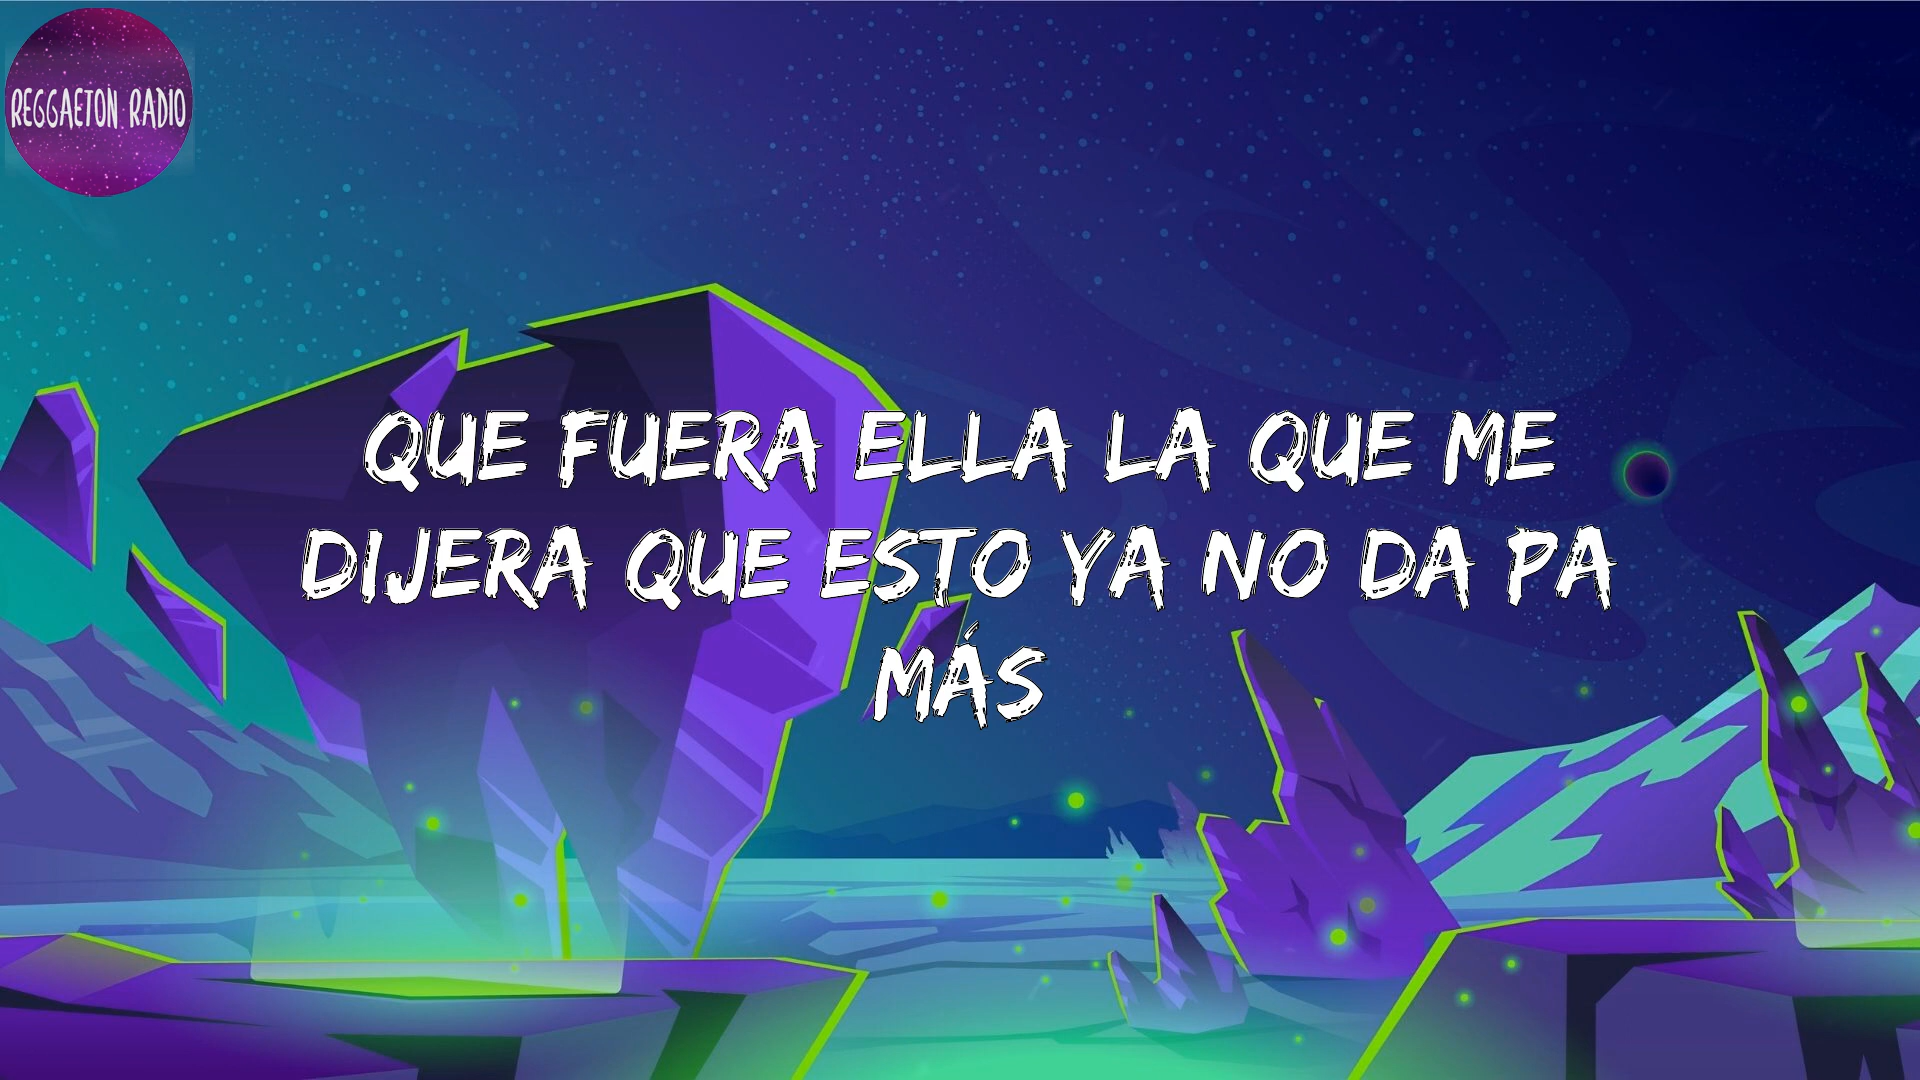 REGGAETON RADIO
QUE FUERA ELLA LA QUE ME
DIJERA QUE ESTO YA NO DA PA
MÁS